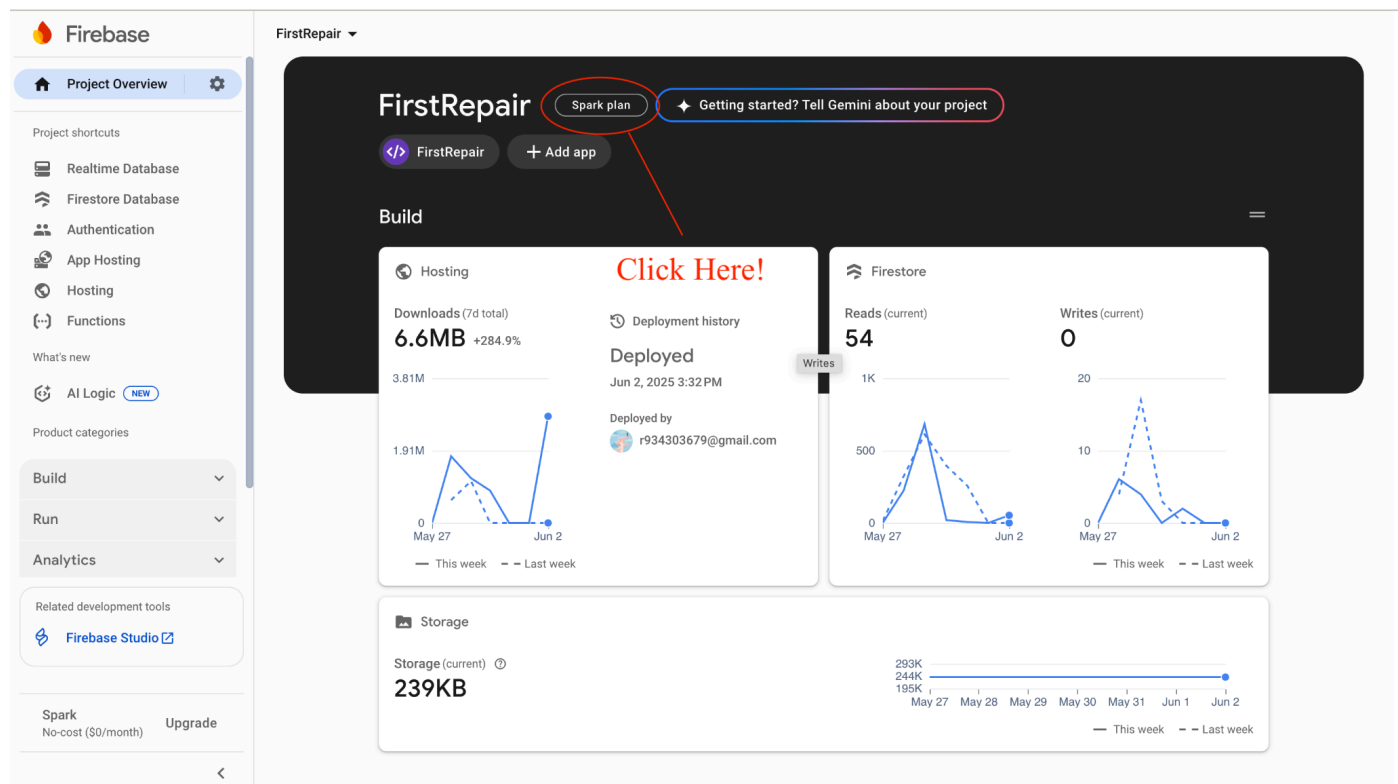 Firebase
FirstRepair
Project Overview
Project shortcuts
Realtime Database
Firestore Database
Authentication
App Hosting
Hosting
Functions
What's new
AI Logic NEW
Product categories
Build
Run
Analytics
Related development tools
Firebase Studio
Spark
No-cost ($0/month)
Upgrade
FirstRepair
Spark plan
Getting started? Tell Gemini about your project
</> FirstRepair
+ Add app
Build
Click Here!
Hosting
Downloads (7d total)
6.6MB +284.9%
3.81M
1.91M
0
May 27 Jun 2
This week Last week
Deployment history
Deployed
Jun 2, 2025 3:32 PM
Deployed by
r934303679@gmail.com
Writes
Firestore
Reads (current)
54
1K
500
0
May 27 Jun 2
Writes (current)
0
20
10
0
May 27 Jun 2
This week Last week
Storage
Storage (current)
239KB
293K
244K
195K
May 27 May 28 May 29 May 30 May 31 Jun 1 Jun 2
This week Last week